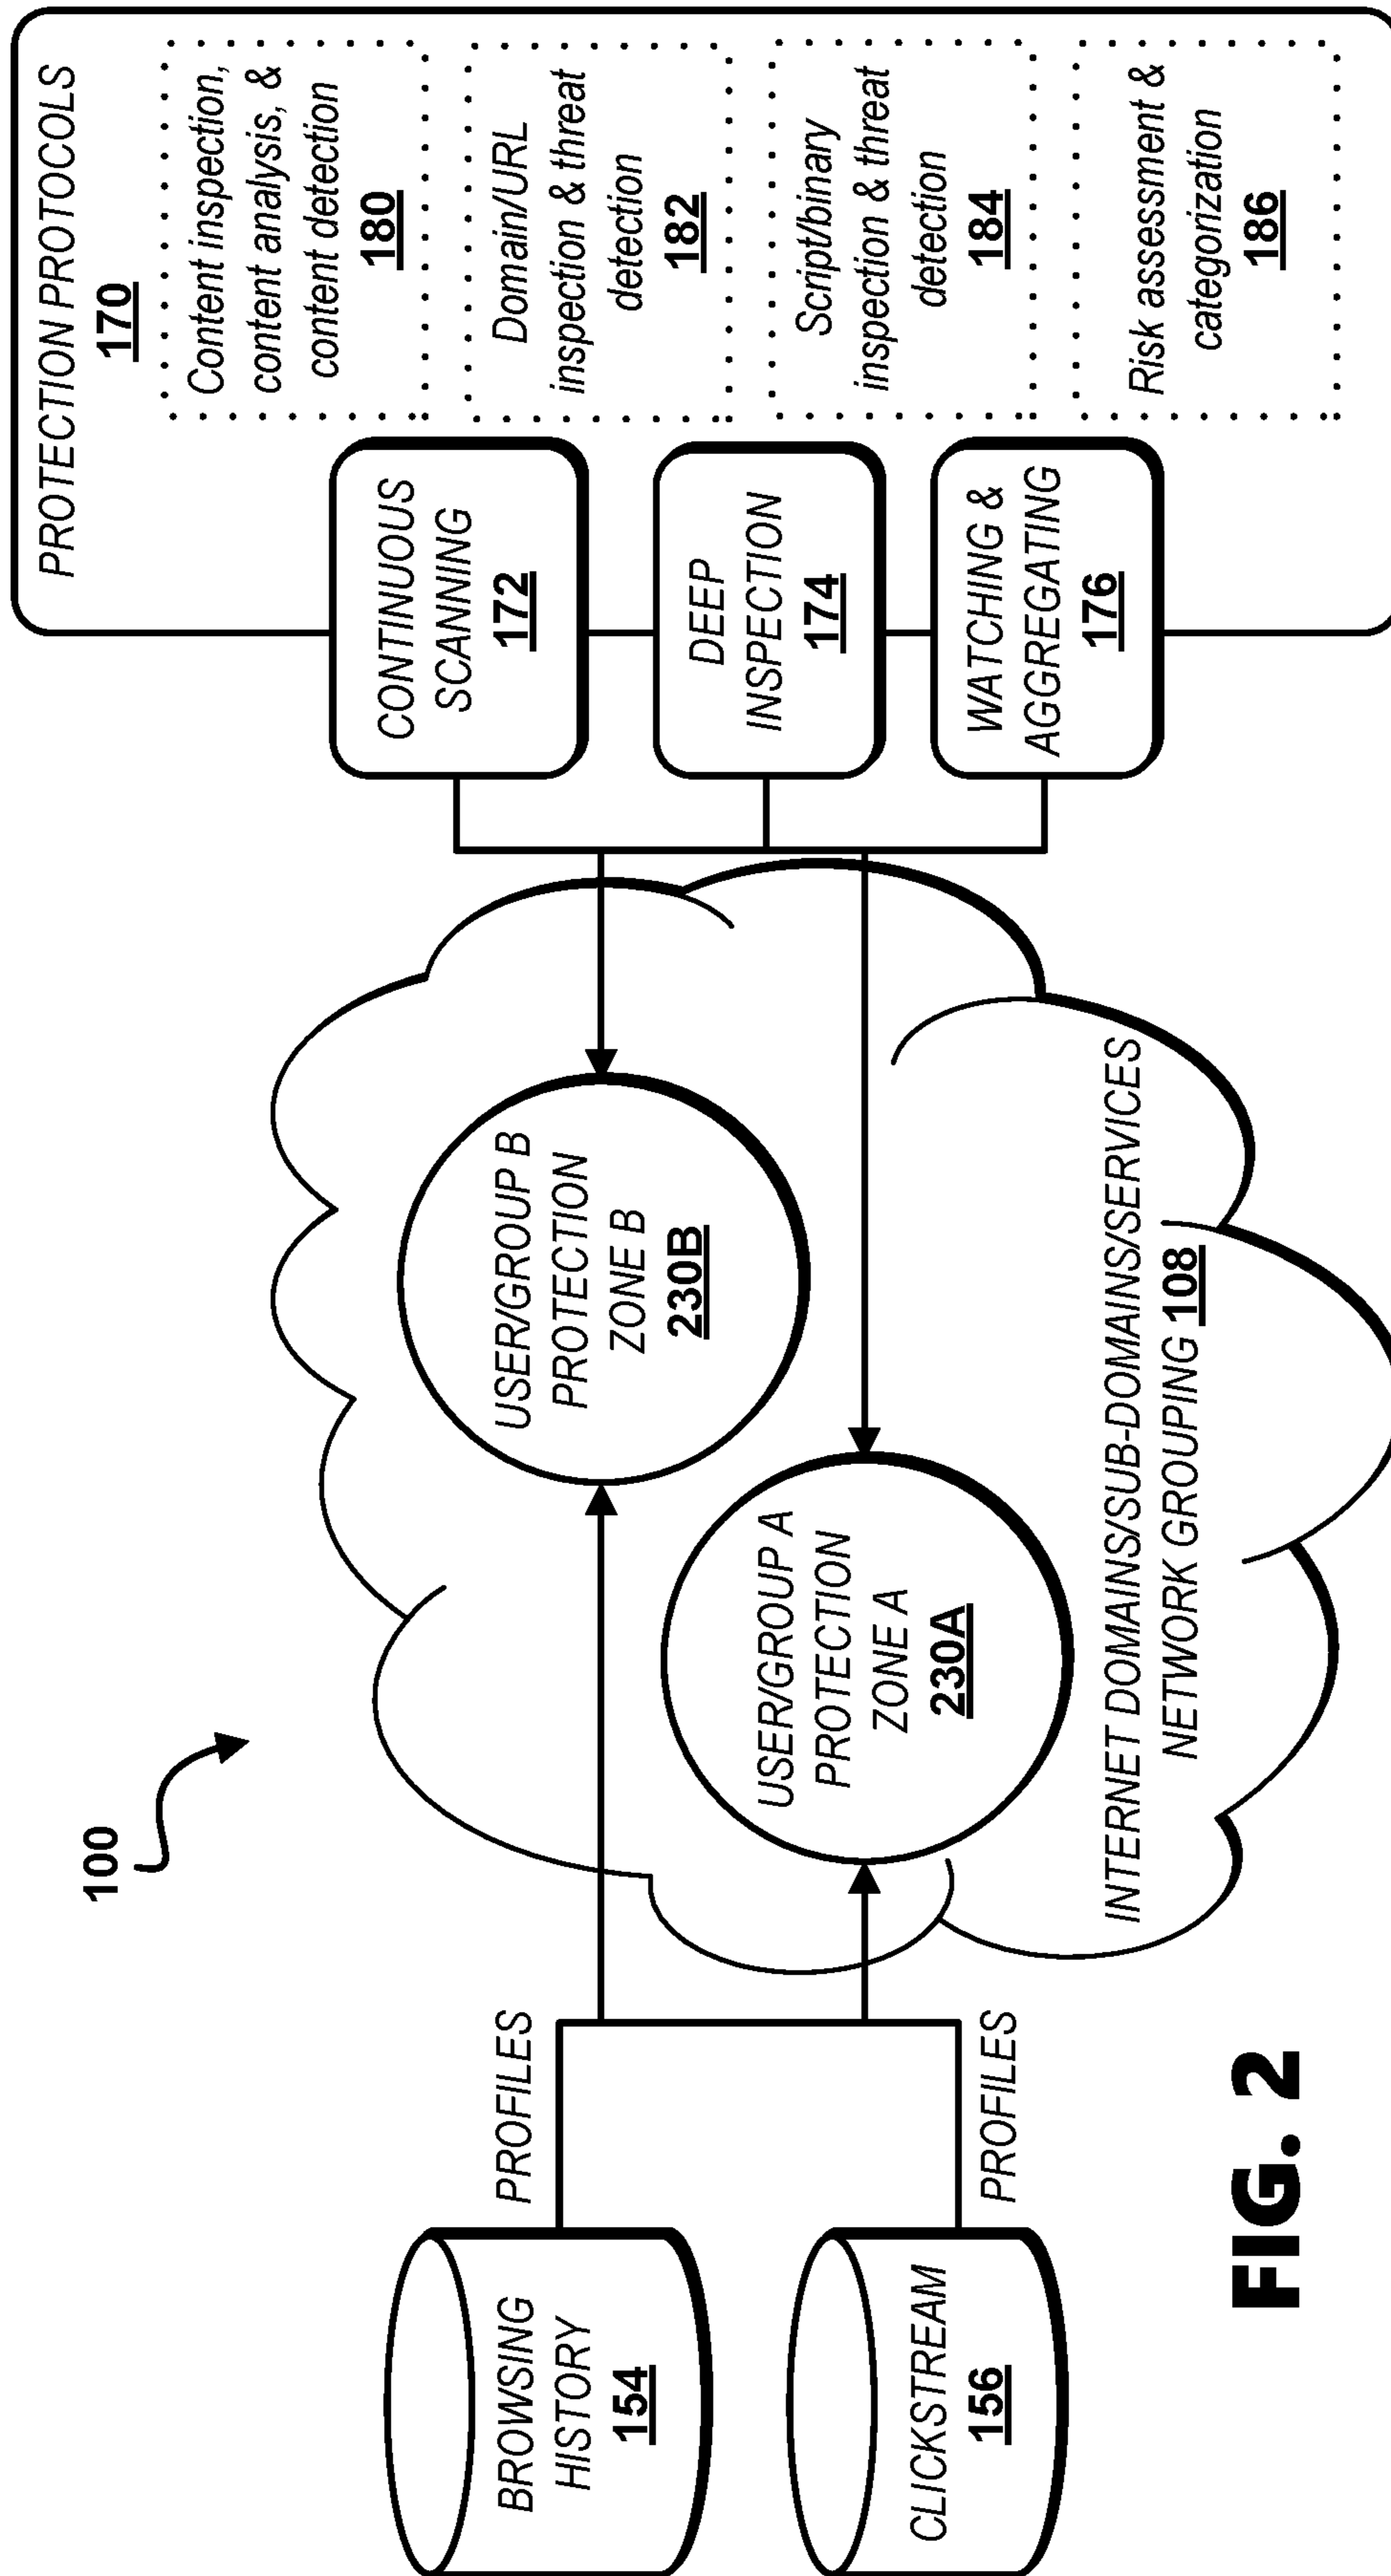 100
BROWSING
HISTORY
154
CLICKSTREAM
156
PROFILES
PROFILES
USER/GROUP B
PROTECTION
ZONE B
230B
USER/GROUP A
PROTECTION
ZONE A
230A
INTERNET DOMAINS/SUB-DOMAINS/SERVICES
NETWORK GROUPING 108
CONTINUOUS
SCANNING
172
DEEP
INSPECTION
174
WATCHING &
AGGREGATING
176
PROTECTION PROTOCOLS
170
Content inspection,
content analysis, &
content detection
180
Domain/URL
inspection & threat
detection
182
Script/binary
inspection & threat
detection
184
Risk assessment &
categorization
186
FIG. 2